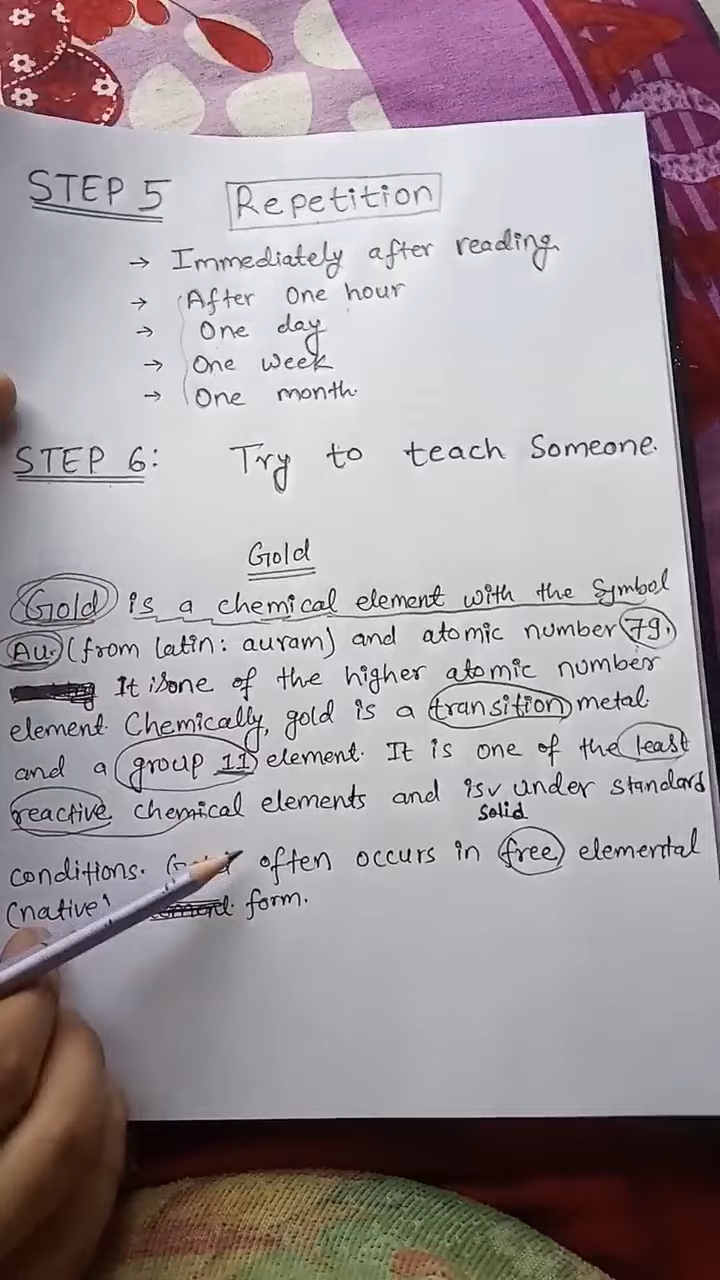 STEP 5 Repetition
→ Immediately after reading.
→ After One hour
→ One day
→ One week
→ One month.
STEP 6: Try to teach Someone.
Gold
Gold is a chemical element with the Symbol
Au. (from latin: auram) and atomic number 79.
It is one of the higher atomic number
element. Chemically, gold is a transition metal
and a group 11 element. It is one of the least
reactive chemical elements and is v under standard
solid
conditions. often occurs in free elemental
(native) form.